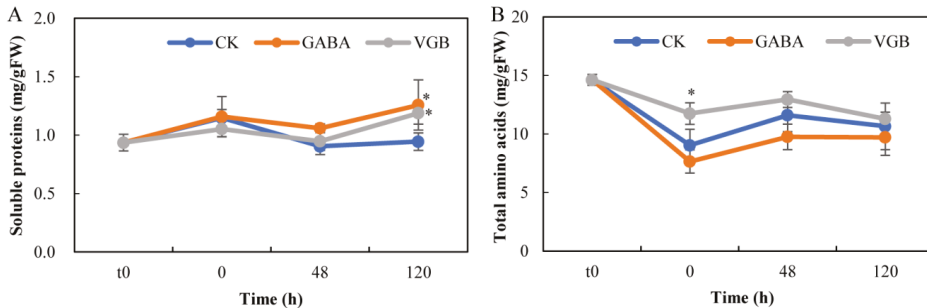 A
B
CK GABA VGB
Soluble proteins (mg/gFW)
2.0
1.5
1.0
0.5
0.0
t0 0 48 120
Time (h)
*
*
CK GABA VGB
Total amino acids (mg/gFW)
20
15
10
5
0
t0 0 48 120
Time (h)
*